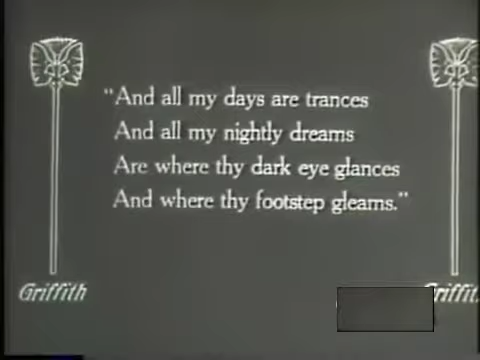 "And all my days are trances
And all my nightly dreams
Are where thy dark eye glances
And where thy footstep gleams."
Griffith